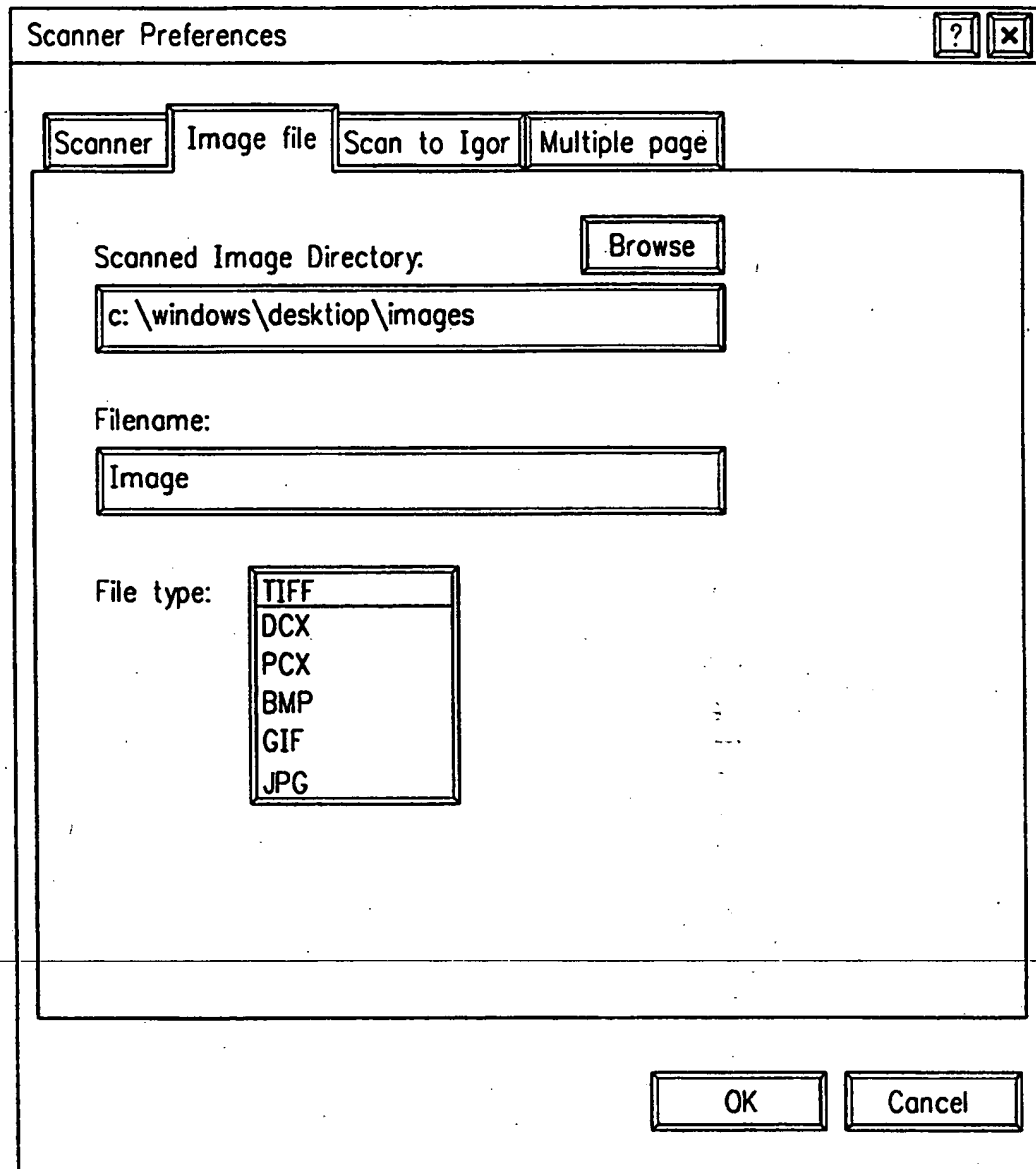 Scanner Preferences ? ×
Scanner Image file Scan to Igor Multiple page
Scanned Image Directory: Browse
c:\windows\desktiop\images
Filename:
Image
File type: TIFF
DCX
PCX
BMP
GIF
JPG
OK Cancel